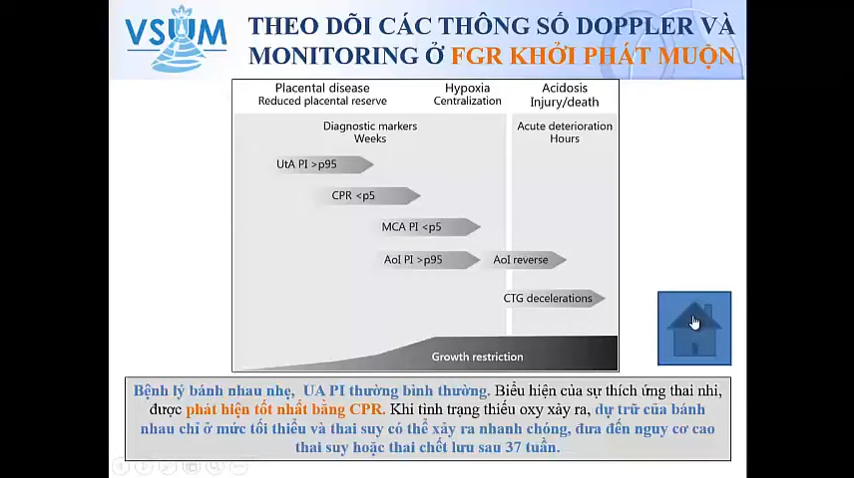 VSUM
THEO DÕI CÁC THÔNG SỐ DOPPLER VÀ
MONITORING Ở FGR KHỞI PHÁT MUỘN
Placental disease
Reduced placental reserve
Hypoxia
Centralization
Acidosis
Injury/death
Diagnostic markers
Weeks
Acute deterioration
Hours
UtA PI >p95
CPR <p5
MCA PI <p5
AoI PI >p95
AoI reverse
CTG decelerations
Growth restriction
Bệnh lý bánh nhau nhẹ, UA PI thường bình thường. Biểu hiện của sự thích ứng thai nhi,
được phát hiện tốt nhất bằng CPR. Khi tình trạng thiếu oxy xảy ra, dự trữ của bánh
nhau chỉ ở mức tối thiểu và thai suy có thể xảy ra nhanh chóng, đưa đến nguy cơ cao
thai suy hoặc thai chết lưu sau 37 tuần.